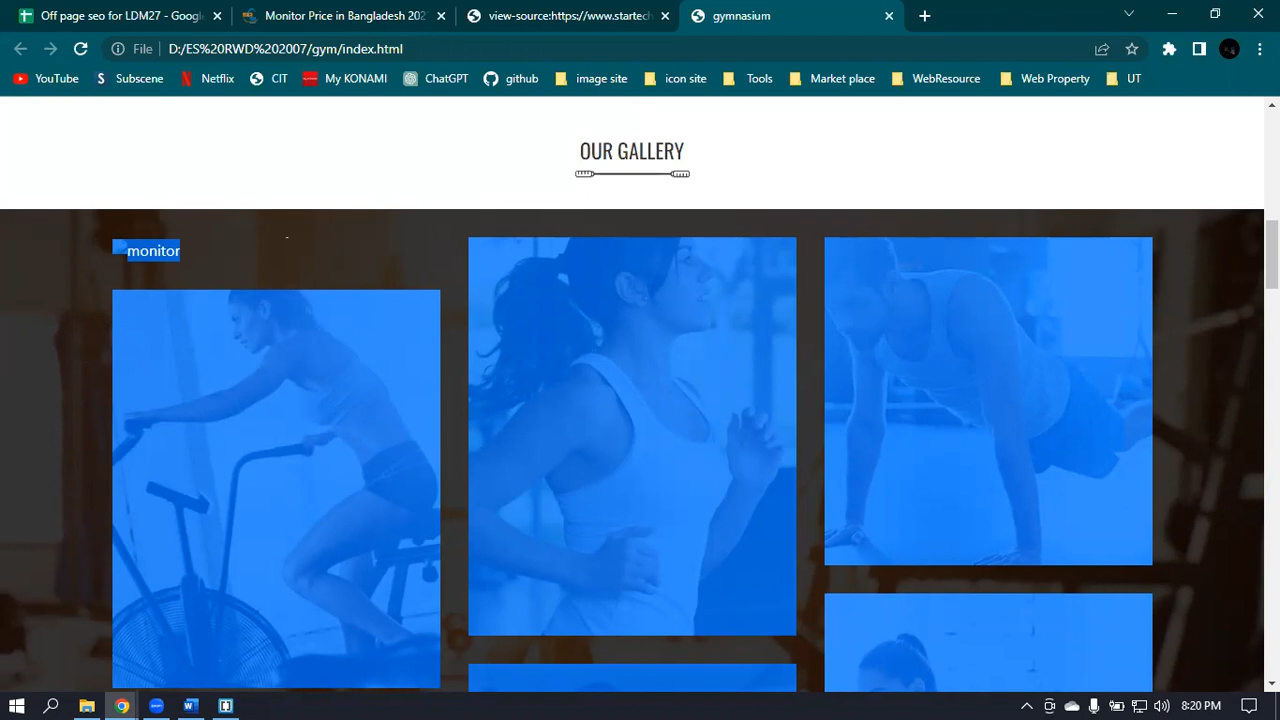 Off page seo for LDM27 - Googl
Monitor Price in Bangladesh 202
view-source:https://www.startech
gymnasium
File
D:/ES%20RWD%202007/gym/index.html
YouTube
Subscene
Netflix
CIT
My KONAMI
ChatGPT
github
image site
icon site
Tools
Market place
WebResource
Web Property
UT
OUR GALLERY
monitor
8:20 PM